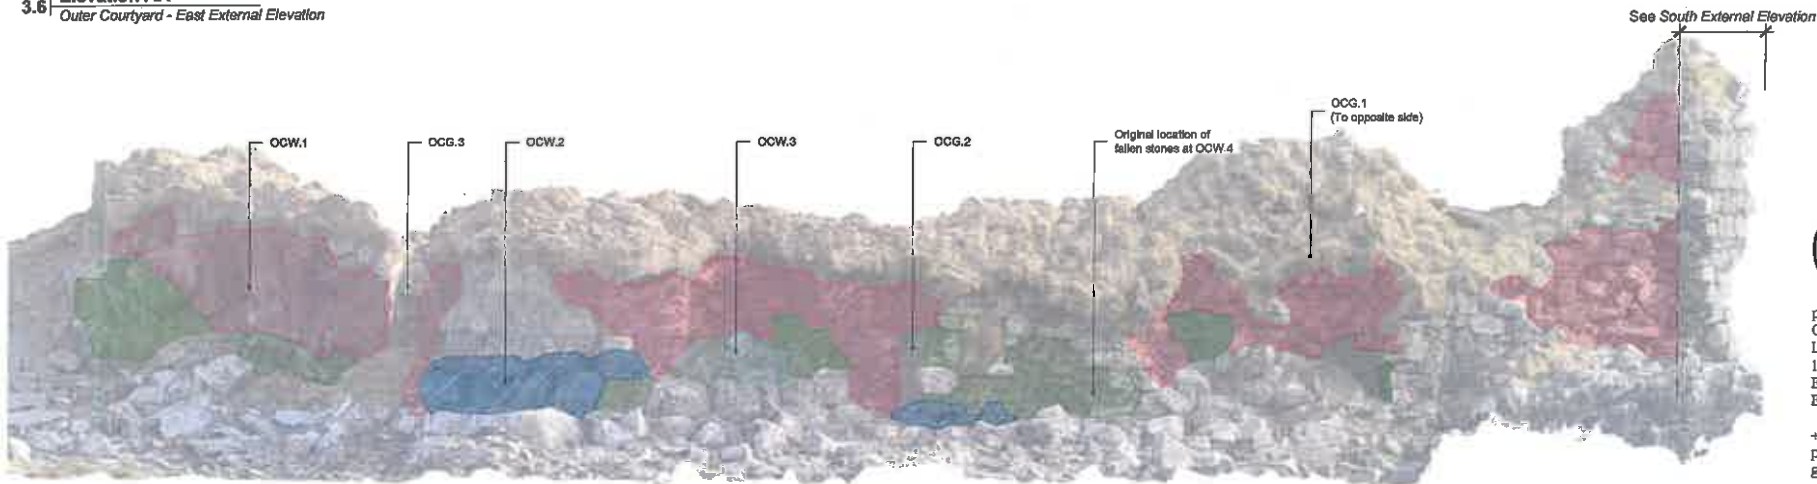 3.6
Outer Courtyard - East External Elevation
See South External Elevation
OCW.1
OCG.3
OCW.2
OCW.3
OCG.2
Original location of
fallen stones at OCW.4
OCG.1
(To opposite side)